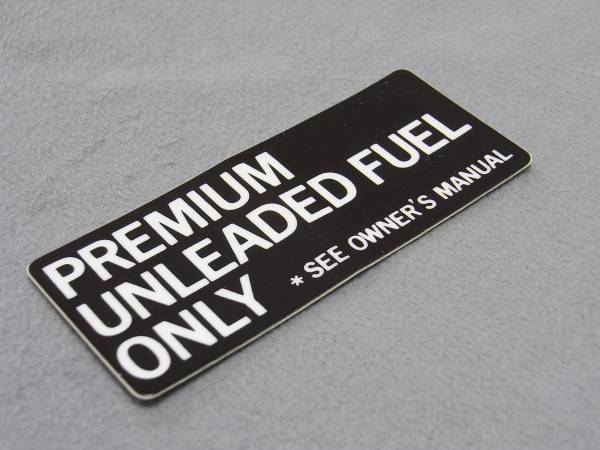 PREMIUM
UNLEADED FUEL
ONLY * SEE OWNER'S MANUAL